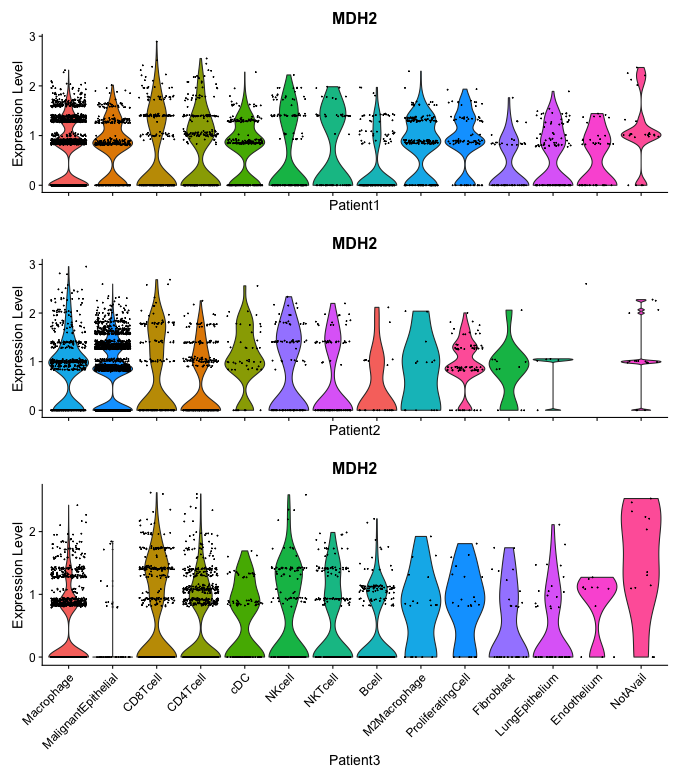 MDH2
Expression Level
3
2
1
0
Patient1
MDH2
Expression Level
3
2
1
0
Patient2
MDH2
Expression Level
2
1
0
Macrophage
MalignantEpithelial
CD8Tcell
CD4Tcell
cDC
NKcell
NKTcell
Bcell
M2Macrophage
ProliferatingCell
Fibroblast
LungEpithelium
Endothelium
NotAvail
Patient3